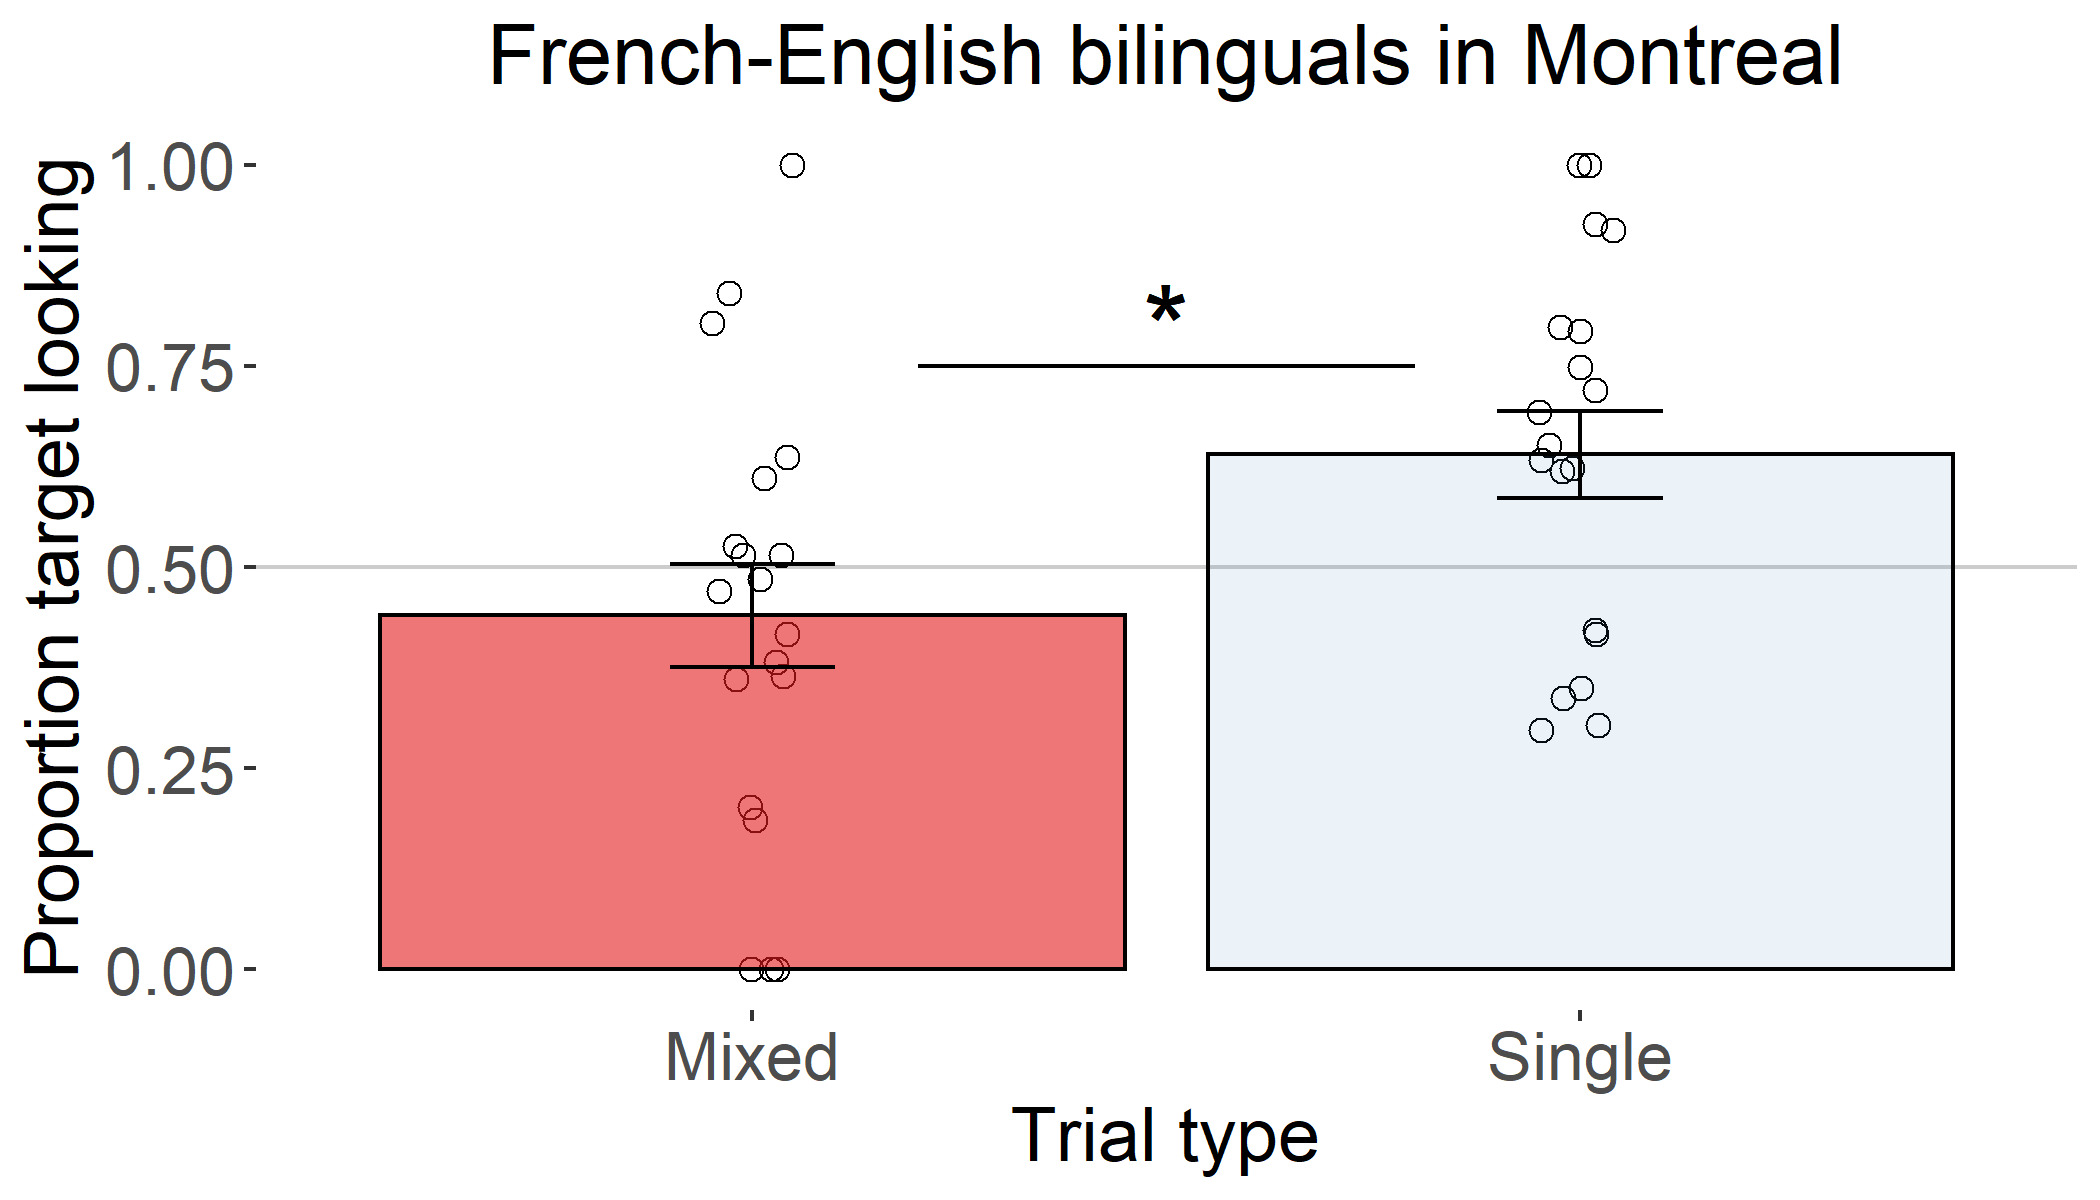 French-English bilinguals in Montreal
Proportion target looking
1.00
0.75
0.50
0.25
0.00
*
Mixed
Single
Trial type